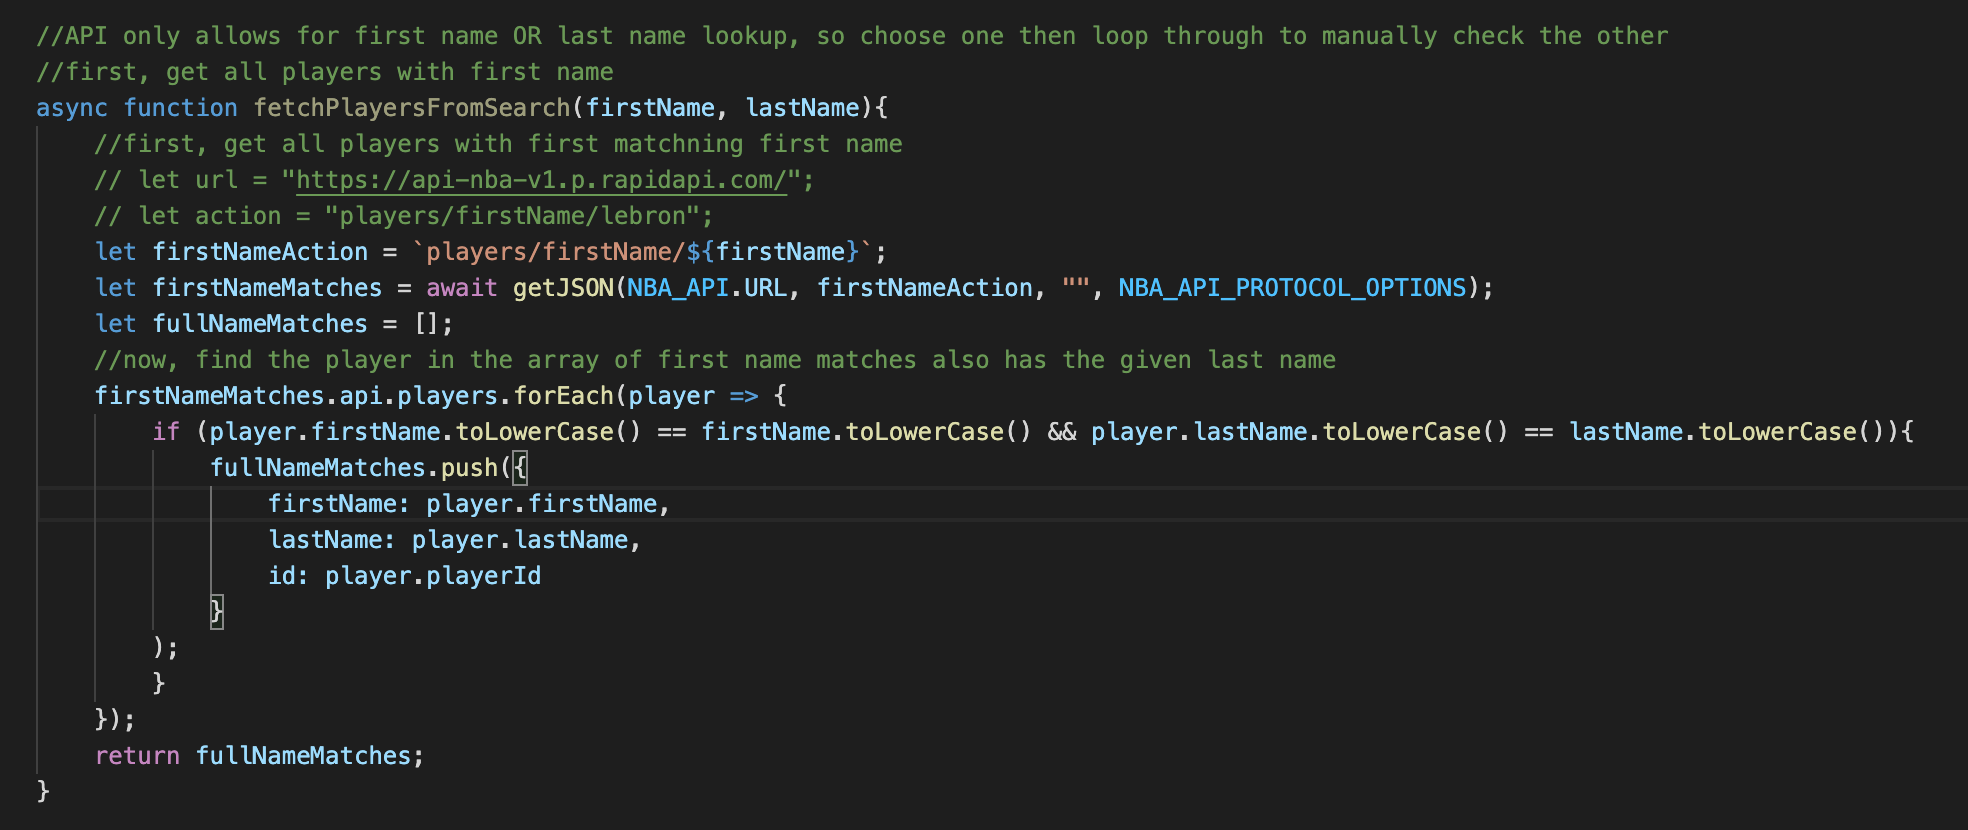 //API only allows for first name OR last name lookup, so choose one then loop through to manually check the other
//first, get all players with first name
async function fetchPlayersFromSearch(firstName, lastName){
    //first, get all players with first matchning first name
    // let url = "https://api-nba-v1.p.rapidapi.com/";
    // let action = "players/firstName/lebron";
    let firstNameAction = `players/firstName/${firstName}`;
    let firstNameMatches = await getJSON(NBA_API.URL, firstNameAction, "", NBA_API_PROTOCOL_OPTIONS);
    let fullNameMatches = [];
    //now, find the player in the array of first name matches also has the given last name
    firstNameMatches.api.players.forEach(player => {
        if (player.firstName.toLowerCase() == firstName.toLowerCase() && player.lastName.toLowerCase() == lastName.toLowerCase()){
            fullNameMatches.push({
                firstName: player.firstName,
                lastName: player.lastName,
                id: player.playerId
            }
        );
        }
    });
    return fullNameMatches;
}